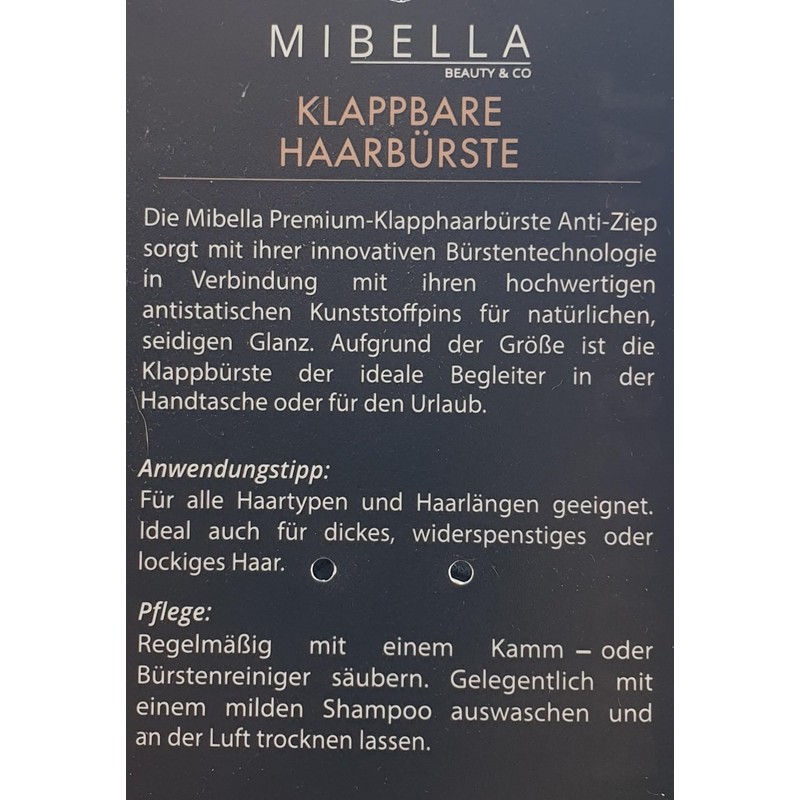 MIBELLA
BEAUTY & CO
KLAPPBARE
HAARBÜRSTE
Die Mibella Premium-Klapphaarbürste Anti-Ziep
sorgt mit ihrer innovativen Bürstentechnologie
in Verbindung mit ihren hochwertigen
antistatischen Kunststoffpins für natürlichen,
seidigen Glanz. Aufgrund der Größe ist die
Klappbürste der ideale Begleiter in der
Handtasche oder für den Urlaub.
Anwendungstipp:
Für alle Haartypen und Haarlängen geeignet.
Ideal auch für dickes, widerspenstiges oder
lockiges Haar.
Pflege:
Regelmäßig mit einem Kamm – oder
Bürstenreiniger säubern. Gelegentlich mit
einem milden Shampoo auswaschen und
an der Luft trocknen lassen.